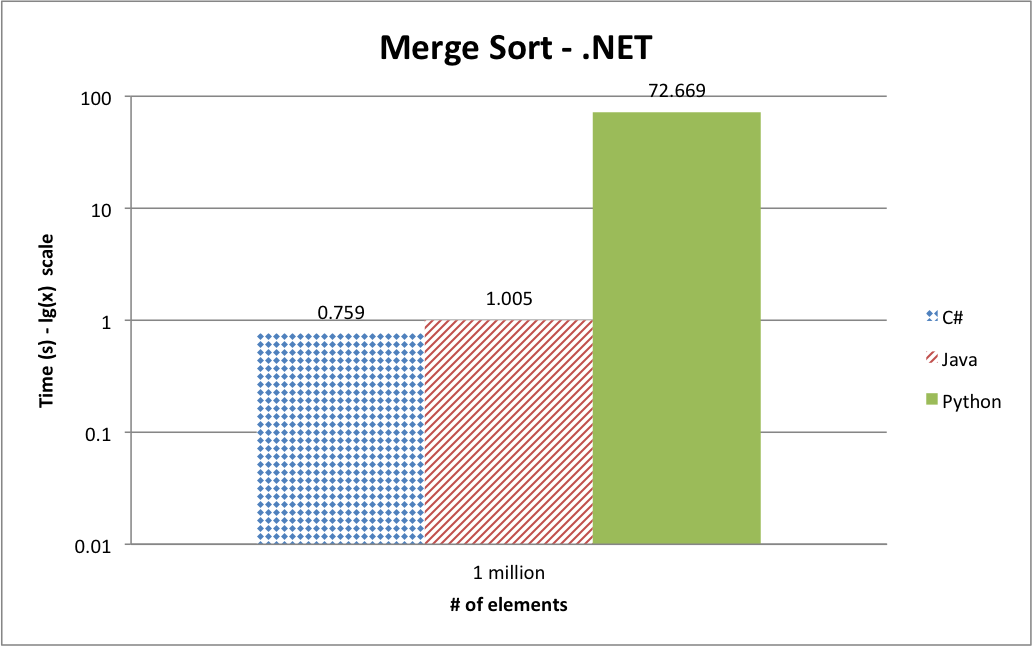 Merge Sort - .NET
72.669
100
10
0.759
1.005
1
0.1
0.01
Time (s) - lg(x) scale
1 million
# of elements
C#
Java
Python